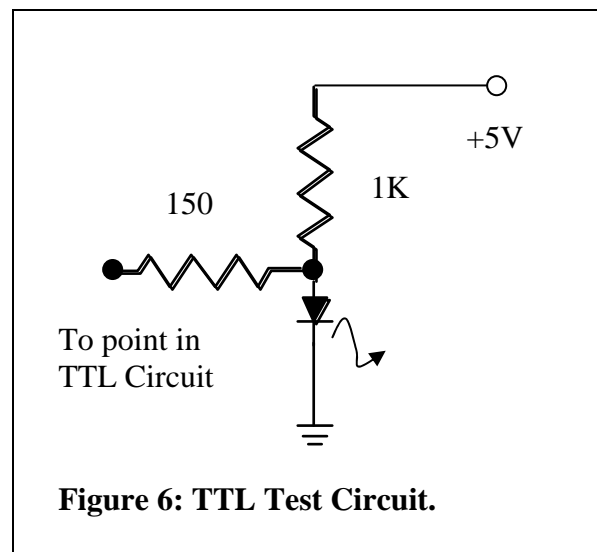 +5V
1K
150
To point in
TTL Circuit
Figure 6: TTL Test Circuit.